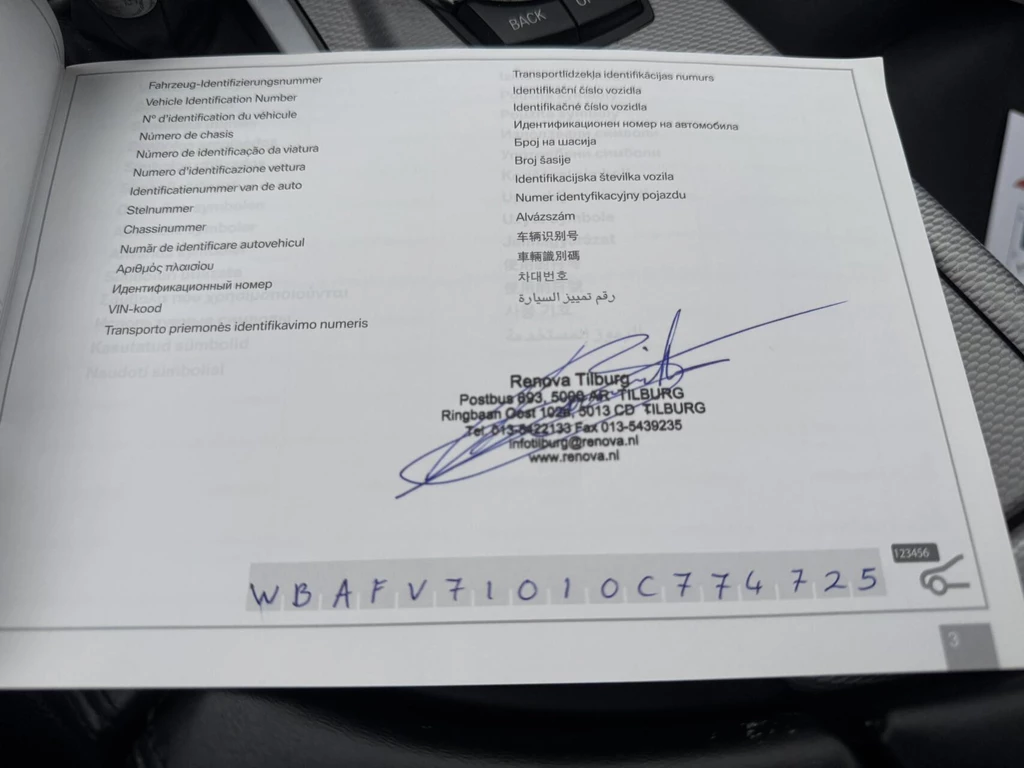 BACK
Fahrzeug-Identifizierungsnummer
Vehicle Identification Number
N° d'identification du véhicule
Número de chasis
Número de identificação da viatura
Numero d'identificazione vettura
Identificatienummer van de auto
Stelnummer
Chassinummer
Număr de identificare autovehicul
Αριθμός πλαισίου
Идентификационный номер
VIN-kood
Transporto priemonės identifikavimo numeris
Transportlīdzekļa identifikācijas numurs
Identifikační číslo vozidla
Identifikačné číslo vozidla
Идентификационен номер на автомобила
Број на шасија
Broj šasije
Identifikacijska številka vozila
Numer identyfikacyjny pojazdu
Alvázszám
车辆识别号
車輛識別碼
차대번호
رقم تمييز السيارة
Renova Tilburg
Postbus 693, AR TILBURG
Ringbaan Oost 5013 CD TILBURG
Tel. 013-5422133 Fax 013-5439235
infotilburg@renova.nl
www.renova.nl
123456
WBAFV71010C774725
3